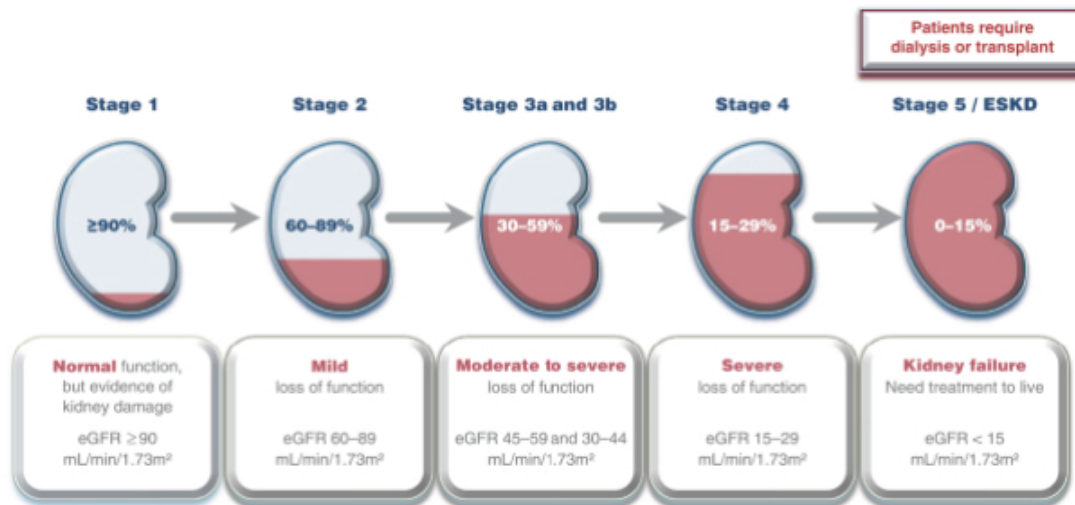 Patients require
dialysis or transplant
Stage 1
Stage 2
Stage 3a and 3b
Stage 4
Stage 5 / ESKD
≥90%
60–89%
30–59%
15–29%
0–15%
Normal function,
but evidence of
kidney damage
eGFR ≥90
mL/min/1.73m²
Mild
loss of function
eGFR 60–89
mL/min/1.73m²
Moderate to severe
loss of function
eGFR 45–59 and 30–44
mL/min/1.73m²
Severe
loss of function
eGFR 15–29
mL/min/1.73m²
Kidney failure
Need treatment to live
eGFR < 15
mL/min/1.73m²